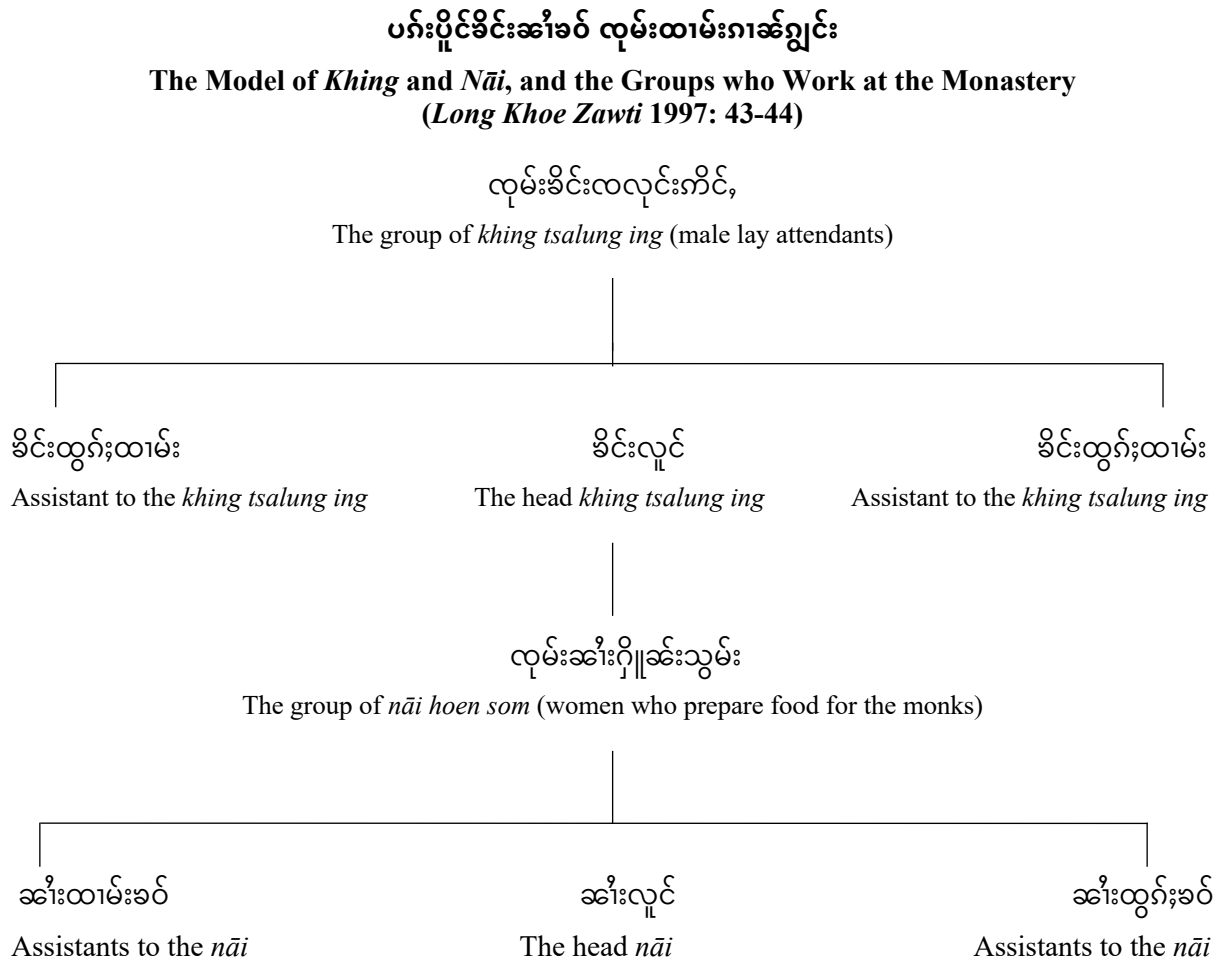 ပၵ်းပိူင်ၶိင်းၼၢႆၶဝ် ၸုမ်းထၢမ်းၵၢၼ်ၵျွင်း
The Model of Khing and Nāi, and the Groups who Work at the Monastery
(Long Khoe Zawti 1997: 43-44)
ၸုမ်းၶိင်းၸလုင်းဢိင်ႇ
The group of khing tsalung ing (male lay attendants)
ၶိင်းထွၵ်ႈထၢမ်း ၶိင်းလူင် ၶိင်းထွၵ်ႈထၢမ်း
Assistant to the khing tsalung ing The head khing tsalung ing Assistant to the khing tsalung ing
ၸုမ်းၼၢႆးႁိူၼ်းသွမ်း
The group of nāi hoen som (women who prepare food for the monks)
ၼၢႆးထၢမ်းၶဝ် ၼၢႆးလူင် ၼၢႆးထွၵ်ႈၶဝ်
Assistants to the nāi The head nāi Assistants to the nāi